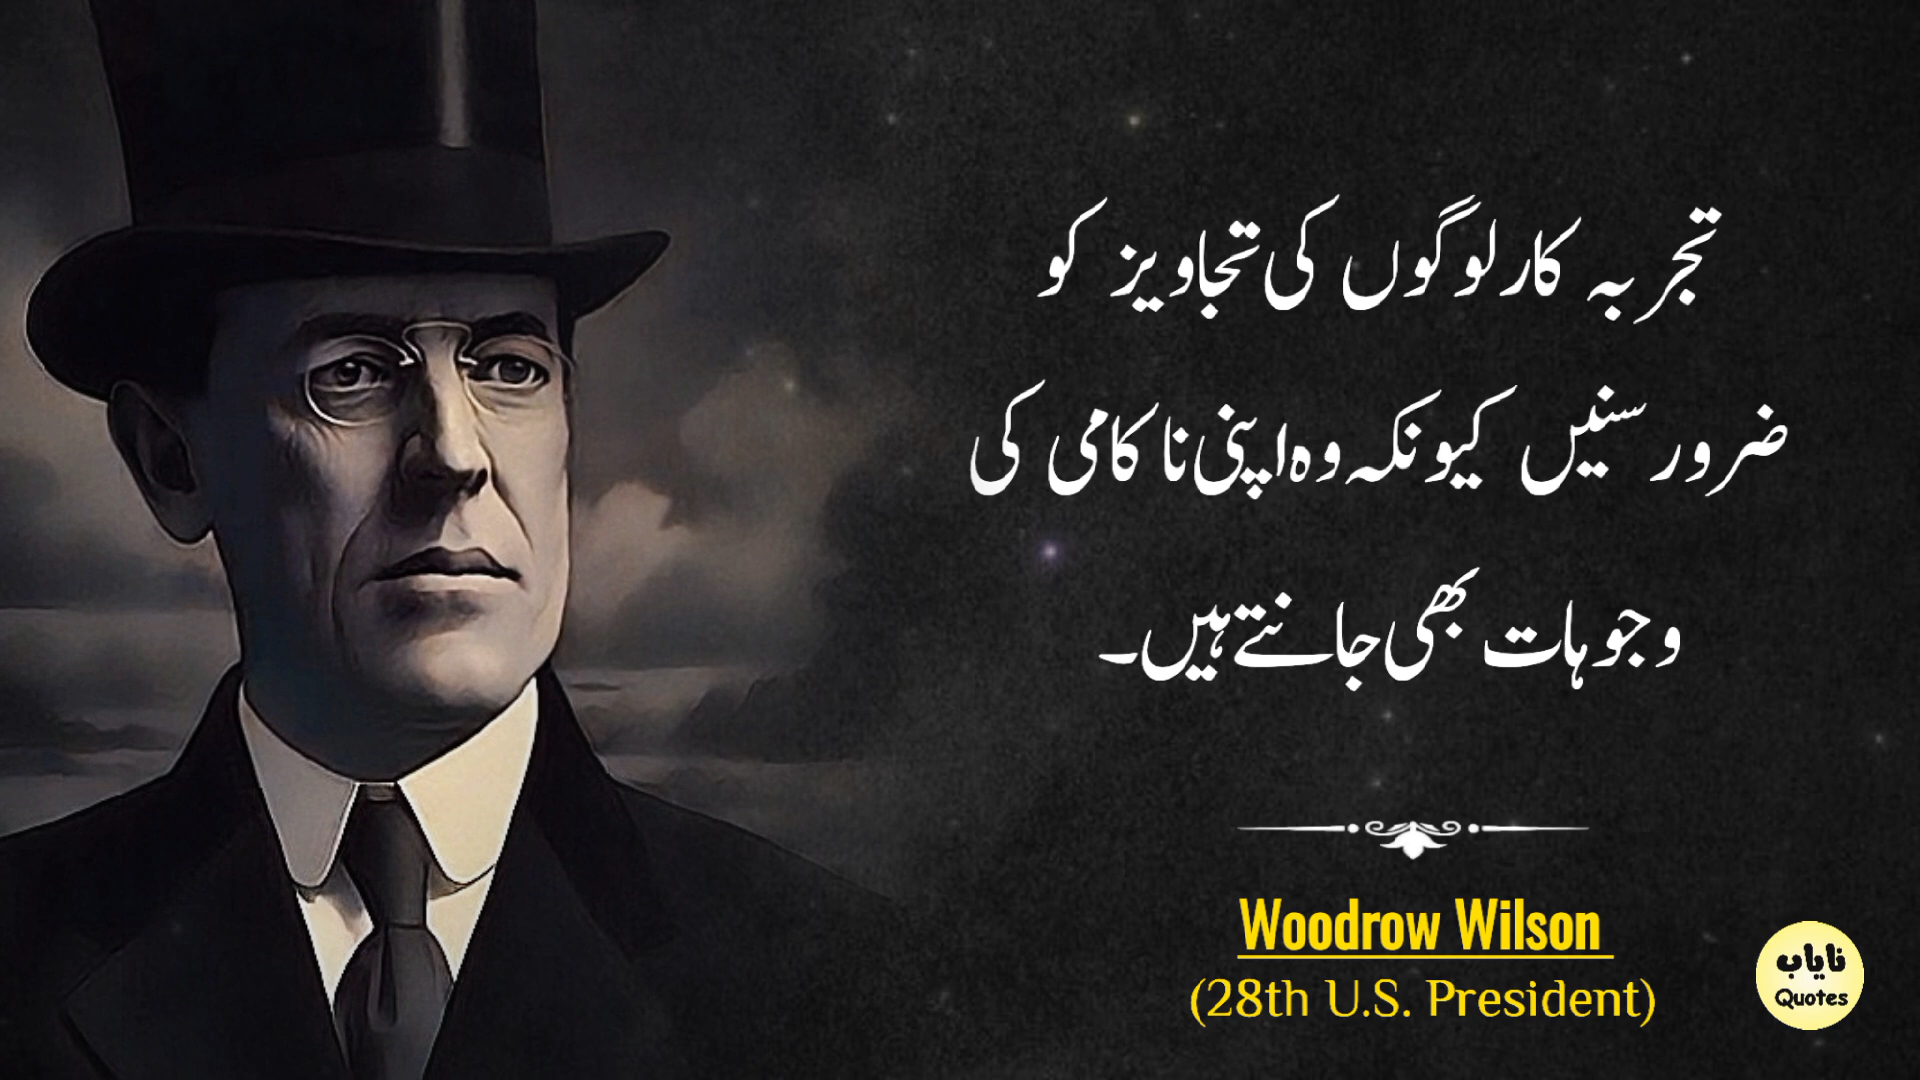 تجربہ کار لوگوں کی تجاویز کو
ضرور سنیں کیونکہ وہ اپنی ناکامی کی
وجوہات بھی جانتے ہیں۔
Woodrow Wilson
(28th U.S. President)
نایاب
Quotes